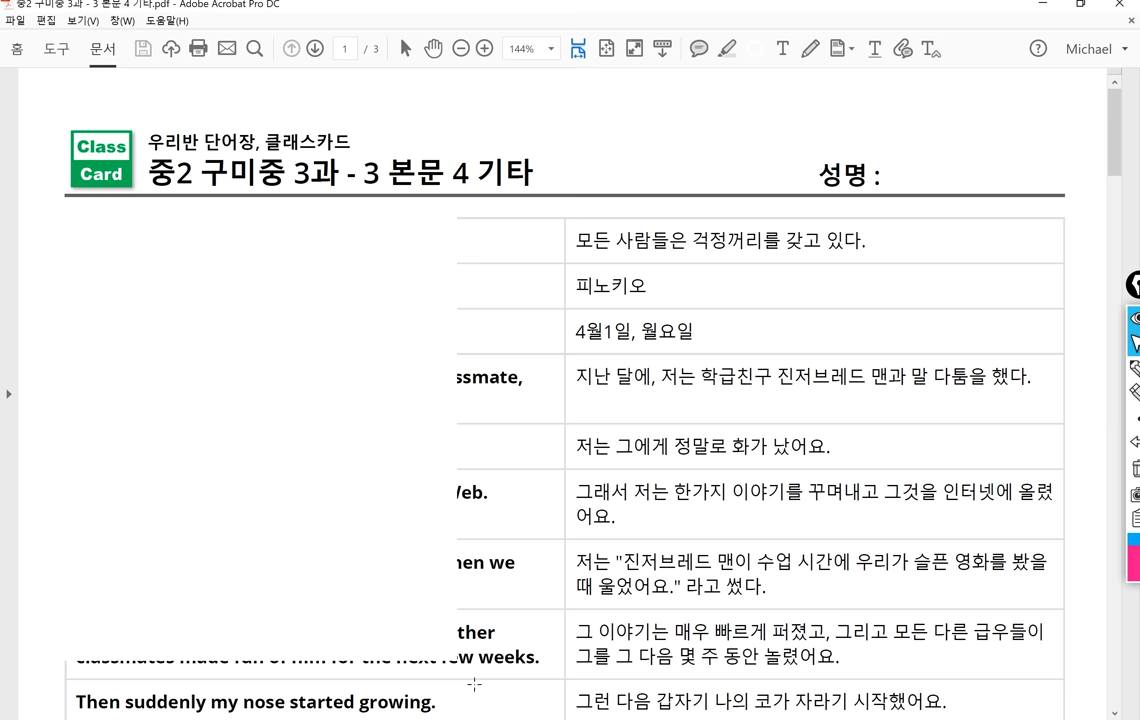 중2 구미중 3과 - 3 본문 4 기타.pdf - Adobe Acrobat Pro DC
파일 편집 보기(V) 창(W) 도움말(H)
홈 도구 문서 1 / 3 144% Michael
Class
Card
우리반 단어장, 클래스카드
중2 구미중 3과 - 3 본문 4 기타
성명 :
모든 사람들은 걱정꺼리를 갖고 있다.
피노키오
4월1일, 월요일
ssmate,
지난 달에, 저는 학급친구 진저브레드 맨과 말 다툼을 했다.
저는 그에게 정말로 화가 났어요.
Veb.
그래서 저는 한가지 이야기를 꾸며내고 그것을 인터넷에 올렸
어요.
hen we
저는 "진저브레드 맨이 수업 시간에 우리가 슬픈 영화를 봤을
때 울었어요." 라고 썼다.
ther
classmates made fun of him for the next few weeks.
그 이야기는 매우 빠르게 퍼졌고, 그리고 모든 다른 급우들이
그를 그 다음 몇 주 동안 놀렸어요.
Then suddenly my nose started growing.
그런 다음 갑자기 나의 코가 자라기 시작했어요.